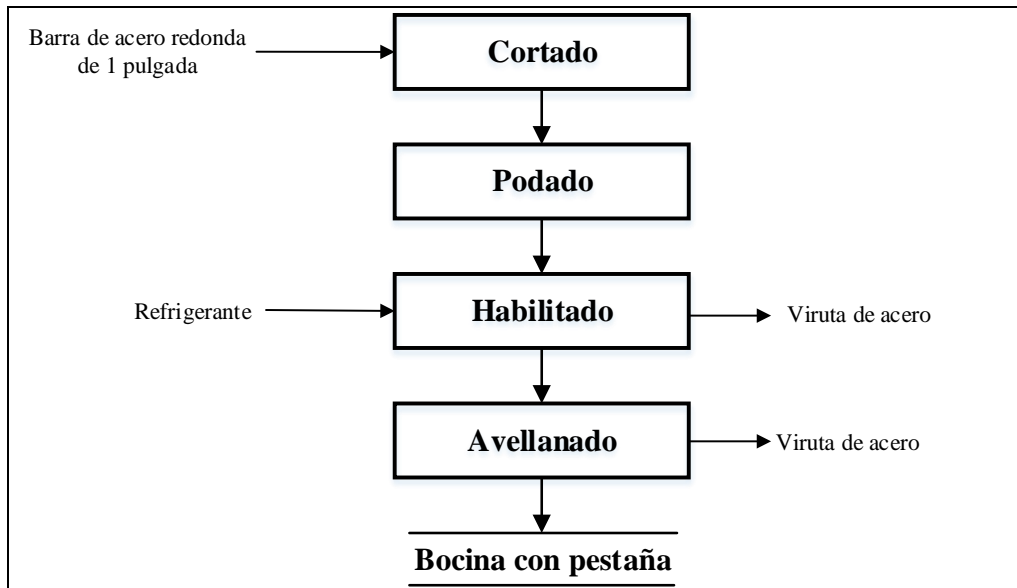 Barra de acero redonda
de 1 pulgada
Cortado
Podado
Refrigerante
Habilitado
Viruta de acero
Avellanado
Viruta de acero
Bocina con pestaña